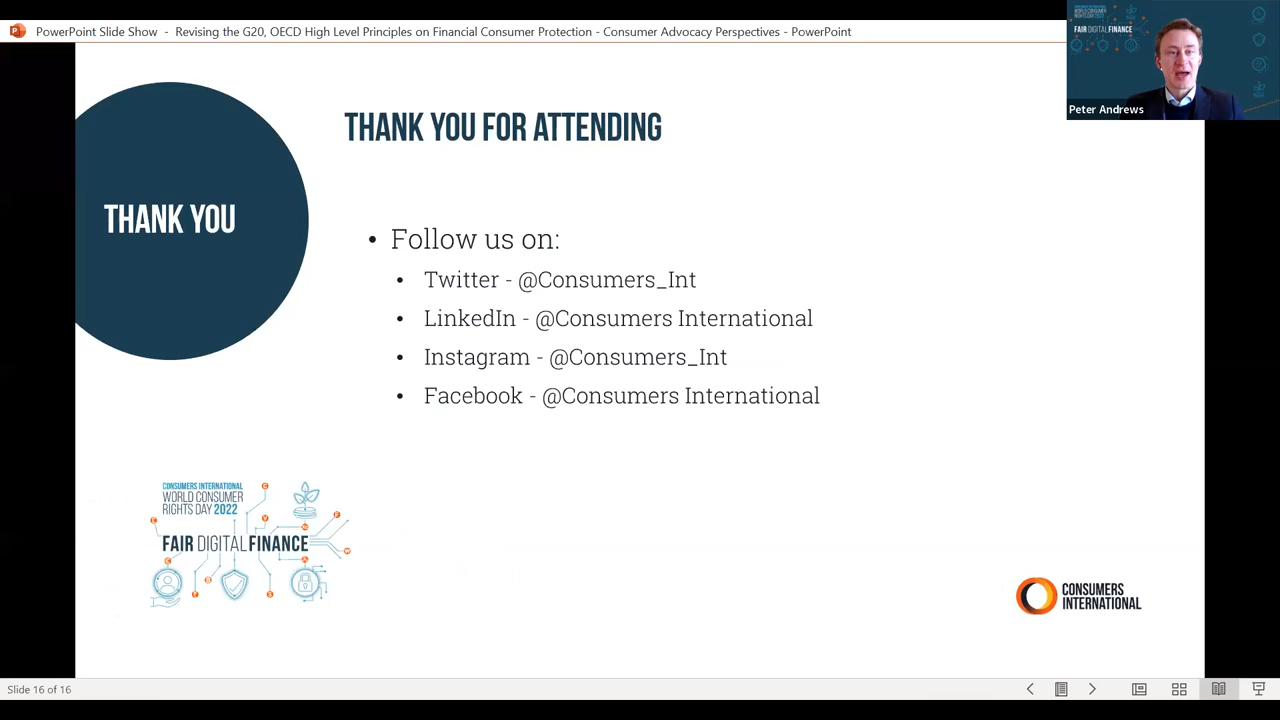 PowerPoint Slide Show - Revising the G20, OECD High Level Principles on Financial Consumer Protection - Consumer Advocacy Perspectives - PowerPoint
FAIR DIGITAL FINANCE
Peter Andrews
THANK YOU FOR ATTENDING
THANK YOU
• Follow us on:
• Twitter - @Consumers_Int
• LinkedIn - @Consumers International
• Instagram - @Consumers_Int
• Facebook - @Consumers International
CONSUMERS INTERNATIONAL
WORLD CONSUMER
RIGHTS DAY 2022
FAIR DIGITAL FINANCE
CONSUMERS
INTERNATIONAL
Slide 16 of 16